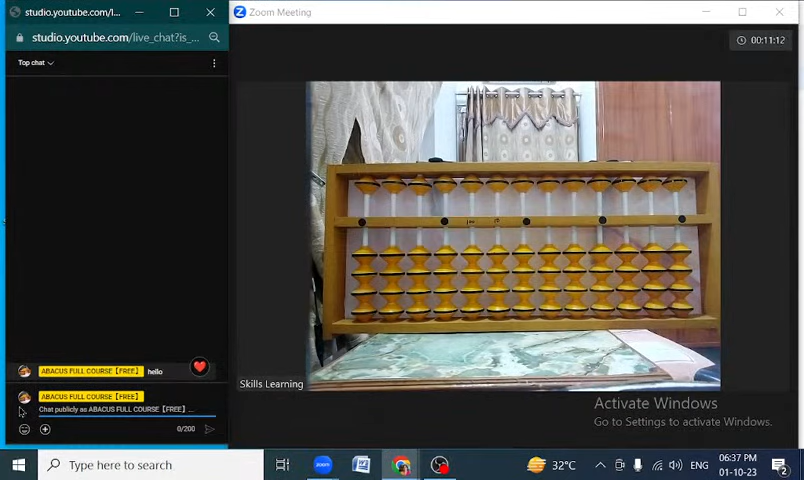 studio.youtube.com/l...
studio.youtube.com/live_chat?is_...
Top chat
ABACUS FULL COURSE【FREE】 hello
ABACUS FULL COURSE【FREE】
Chat publicly as ABACUS FULL COURSE【FREE】...
0/200
Zoom Meeting
00:11:12
Skills Learning
Activate Windows
Go to Settings to activate Windows.
Type here to search
zoom
W
32°C
ENG
06:37 PM
01-10-23
2